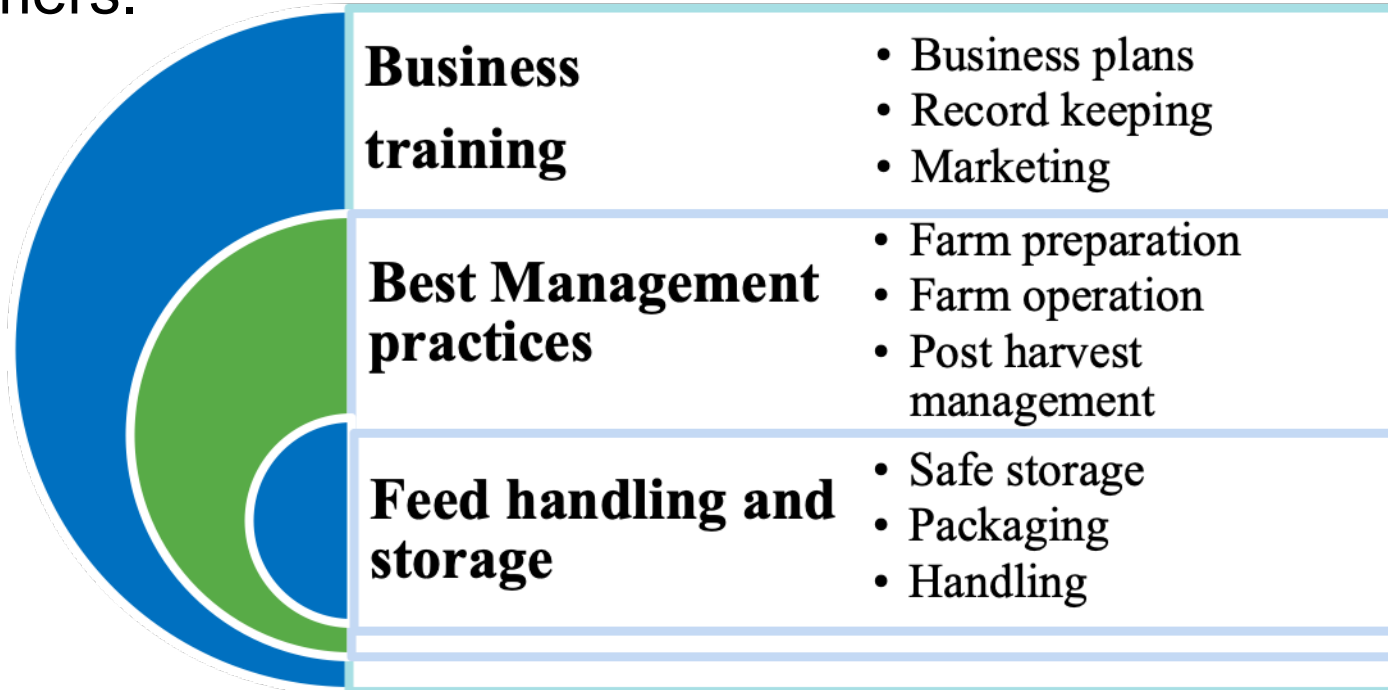 Business
training
• Business plans
• Record keeping
• Marketing
Best Management
practices
• Farm preparation
• Farm operation
• Post harvest
management
Feed handling and
storage
• Safe storage
• Packaging
• Handling